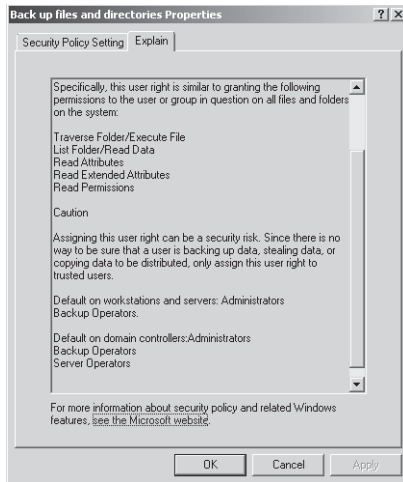 Back up files and directories Properties
? X
Security Policy Setting Explain
Specifically, this user right is similar to granting the following
permissions to the user or group in question on all files and folders
on the system:
Traverse Folder/Execute File
List Folder/Read Data
Read Attributes
Read Extended Attributes
Read Permissions
Caution
Assigning this user right can be a security risk. Since there is no
way to be sure that a user is backing up data, stealing data, or
copying data to be distributed, only assign this user right to
trusted users.
Default on workstations and servers: Administrators
Backup Operators.
Default on domain controllers:Administrators
Backup Operators
Server Operators
For more information about security policy and related Windows
features, see the Microsoft website.
OK Cancel Apply